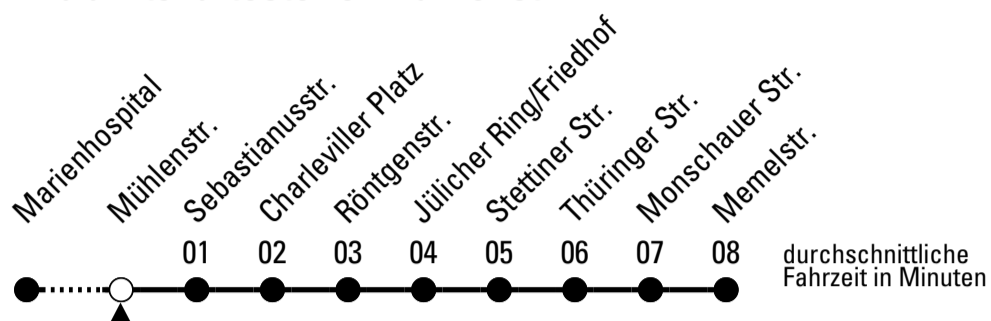 Marienhospital
Mühlenstr.
Sebastianusstr.
Charleviller Platz
Röntgenstr.
Jülicher Ring/Friedhof
Stettiner Str.
Thüringer Str.
Monschauer Str.
Memelstr.
01 02 03 04 05 06 07 08
durchschnittliche
Fahrzeit in Minuten